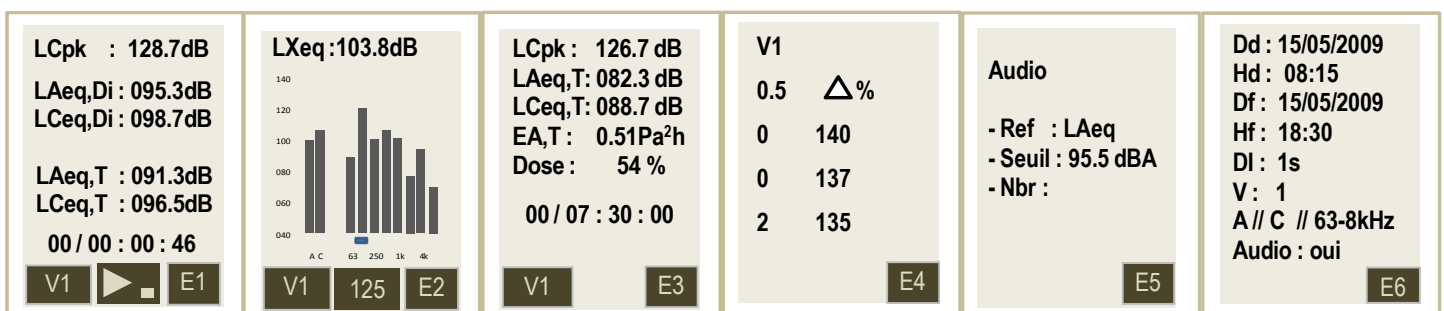 LCpk : 128.7dB
LAeq,Di : 095.3dB
LCeq,Di : 098.7dB
LAeq,T : 091.3dB
LCeq,T : 096.5dB
00 / 00 : 00 : 46
V1
E1
LXeq :103.8dB
140
120
100
080
060
040
A C 63 250 1k 4k
V1
125
E2
LCpk : 126.7 dB
LAeq,T: 082.3 dB
LCeq,T: 088.7 dB
EA,T : 0.51Pa²h
Dose : 54 %
00 / 07 : 30 : 00
V1
E3
V1
0.5 △%
0 140
0 137
2 135
E4
Audio
- Ref : LAeq
- Seuil : 95.5 dBA
- Nbr :
E5
Dd : 15/05/2009
Hd : 08:15
Df : 15/05/2009
Hf : 18:30
DI : 1s
V : 1
A // C // 63-8kHz
Audio : oui
E6